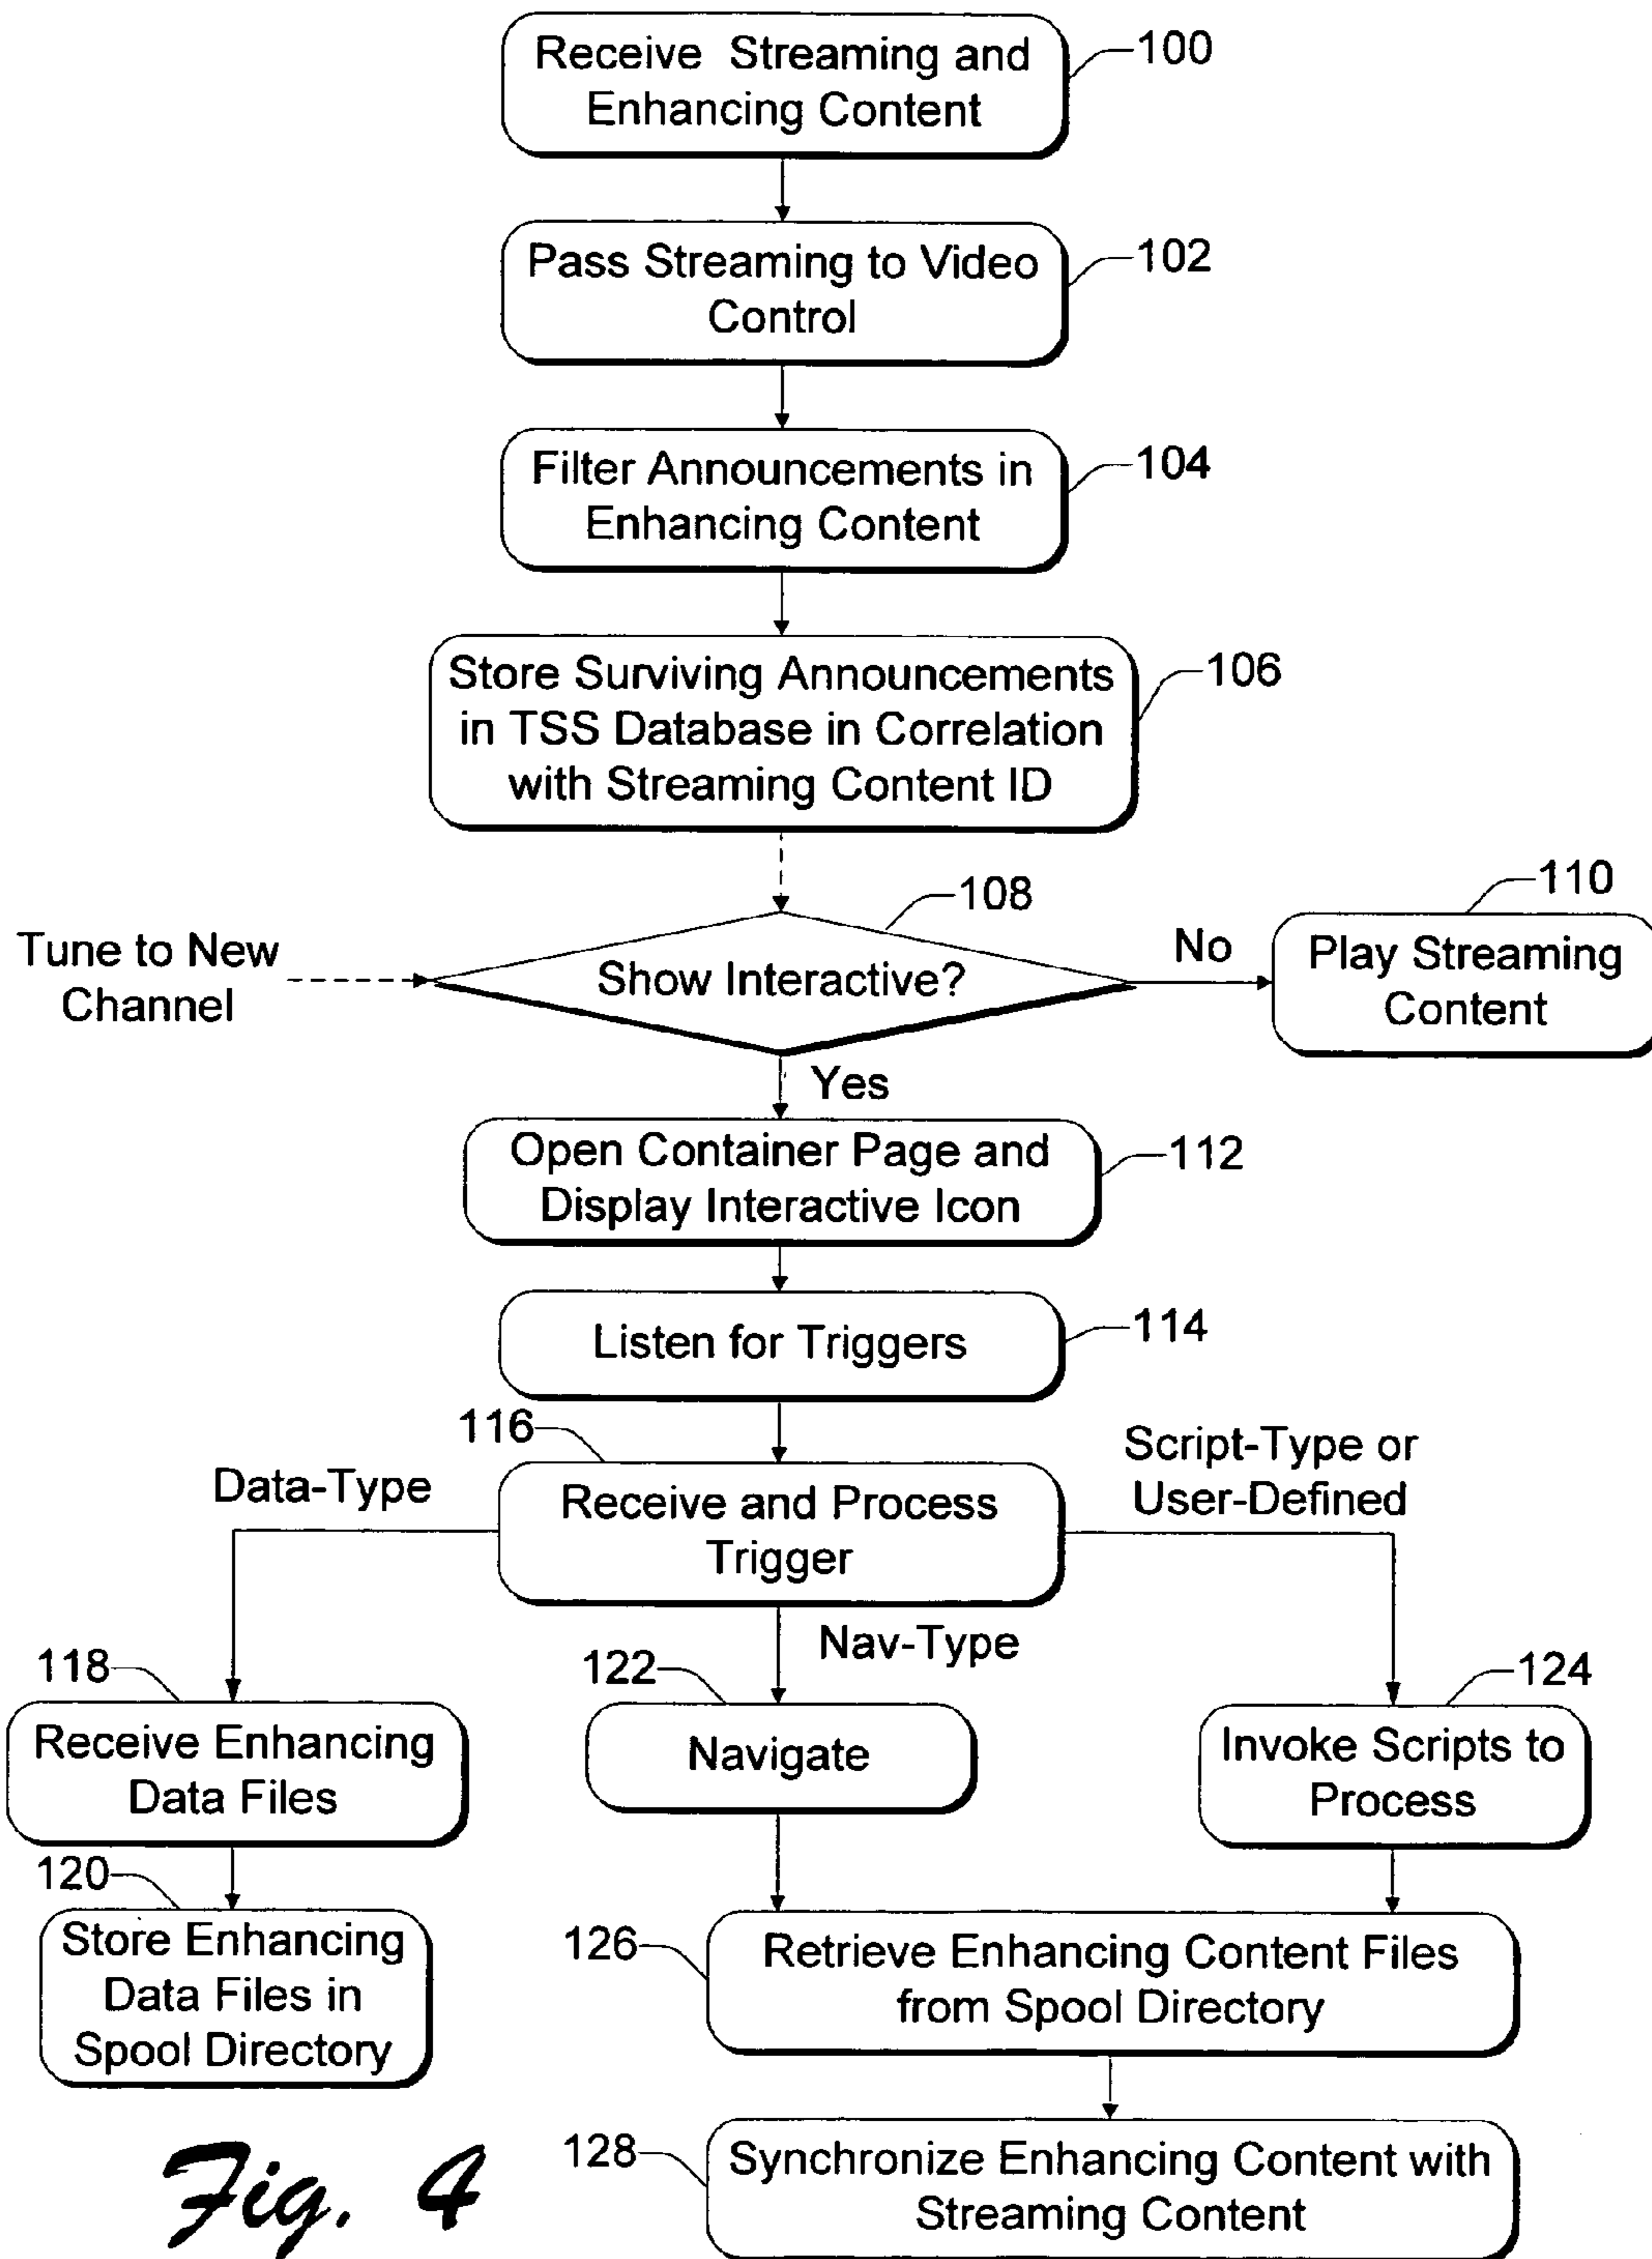 Receive Streaming and
Enhancing Content
100
Pass Streaming to Video
Control
102
Filter Announcements in
Enhancing Content
104
Store Surviving Announcements
in TSS Database in Correlation
with Streaming Content ID
106
108
110
Tune to New
Channel
Show Interactive?
No
Play Streaming
Content
Yes
Open Container Page and
Display Interactive Icon
112
Listen for Triggers
114
116
Data-Type
Receive and Process
Trigger
Script-Type or
User-Defined
Nav-Type
118
Receive Enhancing
Data Files
122
Navigate
124
Invoke Scripts to
Process
120
Store Enhancing
Data Files in
Spool Directory
126
Retrieve Enhancing Content Files
from Spool Directory
128
Synchronize Enhancing Content with
Streaming Content
Fig. 4